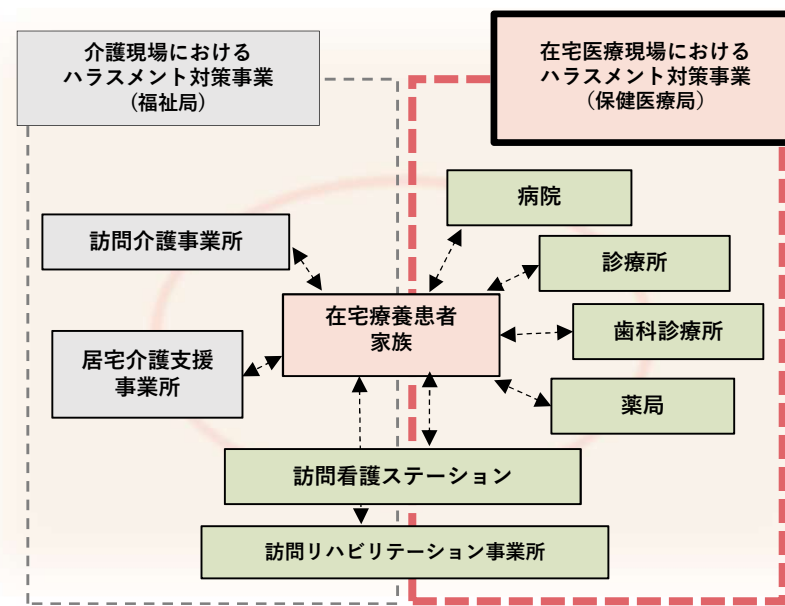 介護現場における
ハラスメント対策事業
（福祉局）
在宅医療現場における
ハラスメント対策事業
（保健医療局）
病院
訪問介護事業所
診療所
在宅療養患者
家族
歯科診療所
居宅介護支援
事業所
薬局
訪問看護ステーション
訪問リハビリテーション事業所